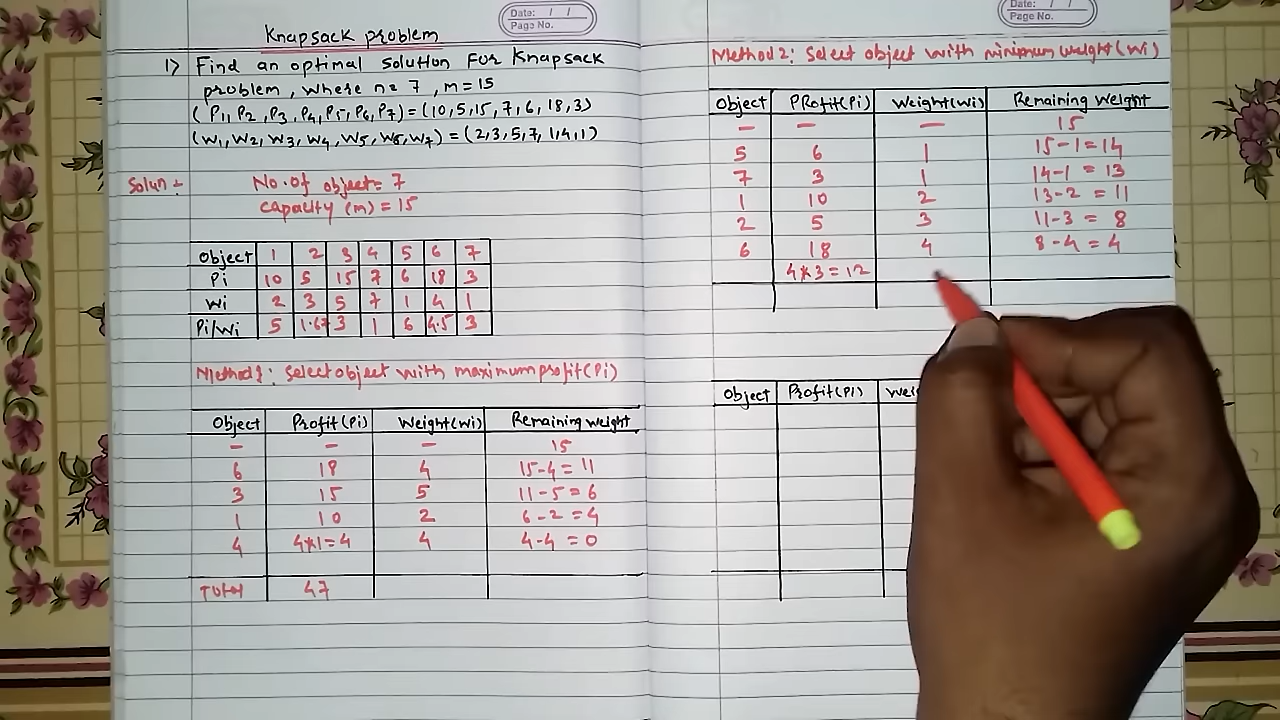 Date: / /
Page No.
Knapsack problem
1) Find an optimal solution for Knapsack
problem, where n=7, m=15
(P1, P2, P3, P4, P5, P6, P7) = (10, 5, 15, 7, 6, 18, 3)
(W1, W2, W3, W4, W5, W6, W7) = (2, 3, 5, 7, 1, 4, 1)
Soln:-
No. of object = 7
capacity (m) = 15
Object 1 2 3 4 5 6 7
Pi 10 5 15 7 6 18 3
Wi 2 3 5 7 1 4 1
Pi/Wi 5 1.67 3 1 6 4.5 3
Method 1: Select object with maximum profit (Pi)
Object Profit(Pi) Weight(Wi) Remaining weight
- - - 15
6 18 4 15-4=11
3 15 5 11-5=6
1 10 2 6-2=4
4 4*1=4 4 4-4=0
Total 47
Date: / /
Page No.
Method 2: Select object with minimum weight (Wi)
Object PRofit(Pi) Weight(Wi) Remaining Weight
- - - 15
5 6 1 15-1=14
7 3 1 14-1=13
1 10 2 13-2=11
2 5 3 11-3=8
6 18 4 8-4=4
4*3=12
Object Profit(Pi)